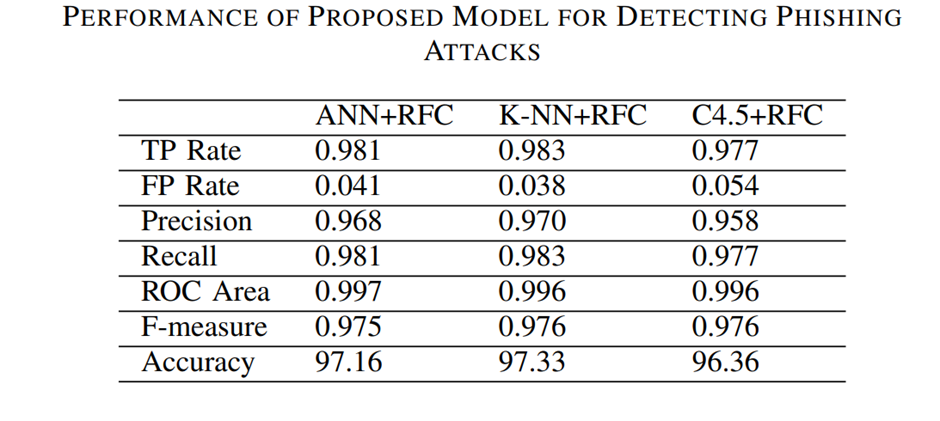 PERFORMANCE OF PROPOSED MODEL FOR DETECTING PHISHING
ATTACKS
ANN+RFC K-NN+RFC C4.5+RFC
TP Rate 0.981 0.983 0.977
FP Rate 0.041 0.038 0.054
Precision 0.968 0.970 0.958
Recall 0.981 0.983 0.977
ROC Area 0.997 0.996 0.996
F-measure 0.975 0.976 0.976
Accuracy 97.16 97.33 96.36